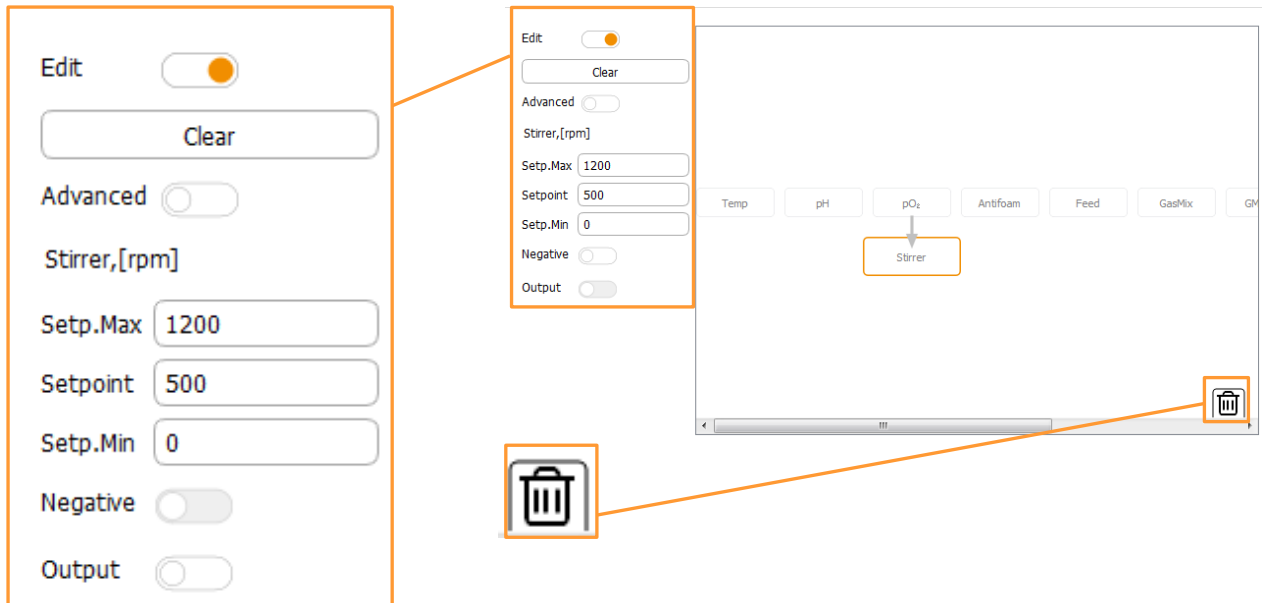 Edit
Clear
Advanced
Stirrer,[rpm]
Setp.Max 1200
Setpoint 500
Setp.Min 0
Negative
Output
Edit
Clear
Advanced
Stirrer,[rpm]
Setp.Max 1200
Setpoint 500
Setp.Min 0
Negative
Output
Temp pH pO₂ Antifoam Feed GasMix GM
Stirrer